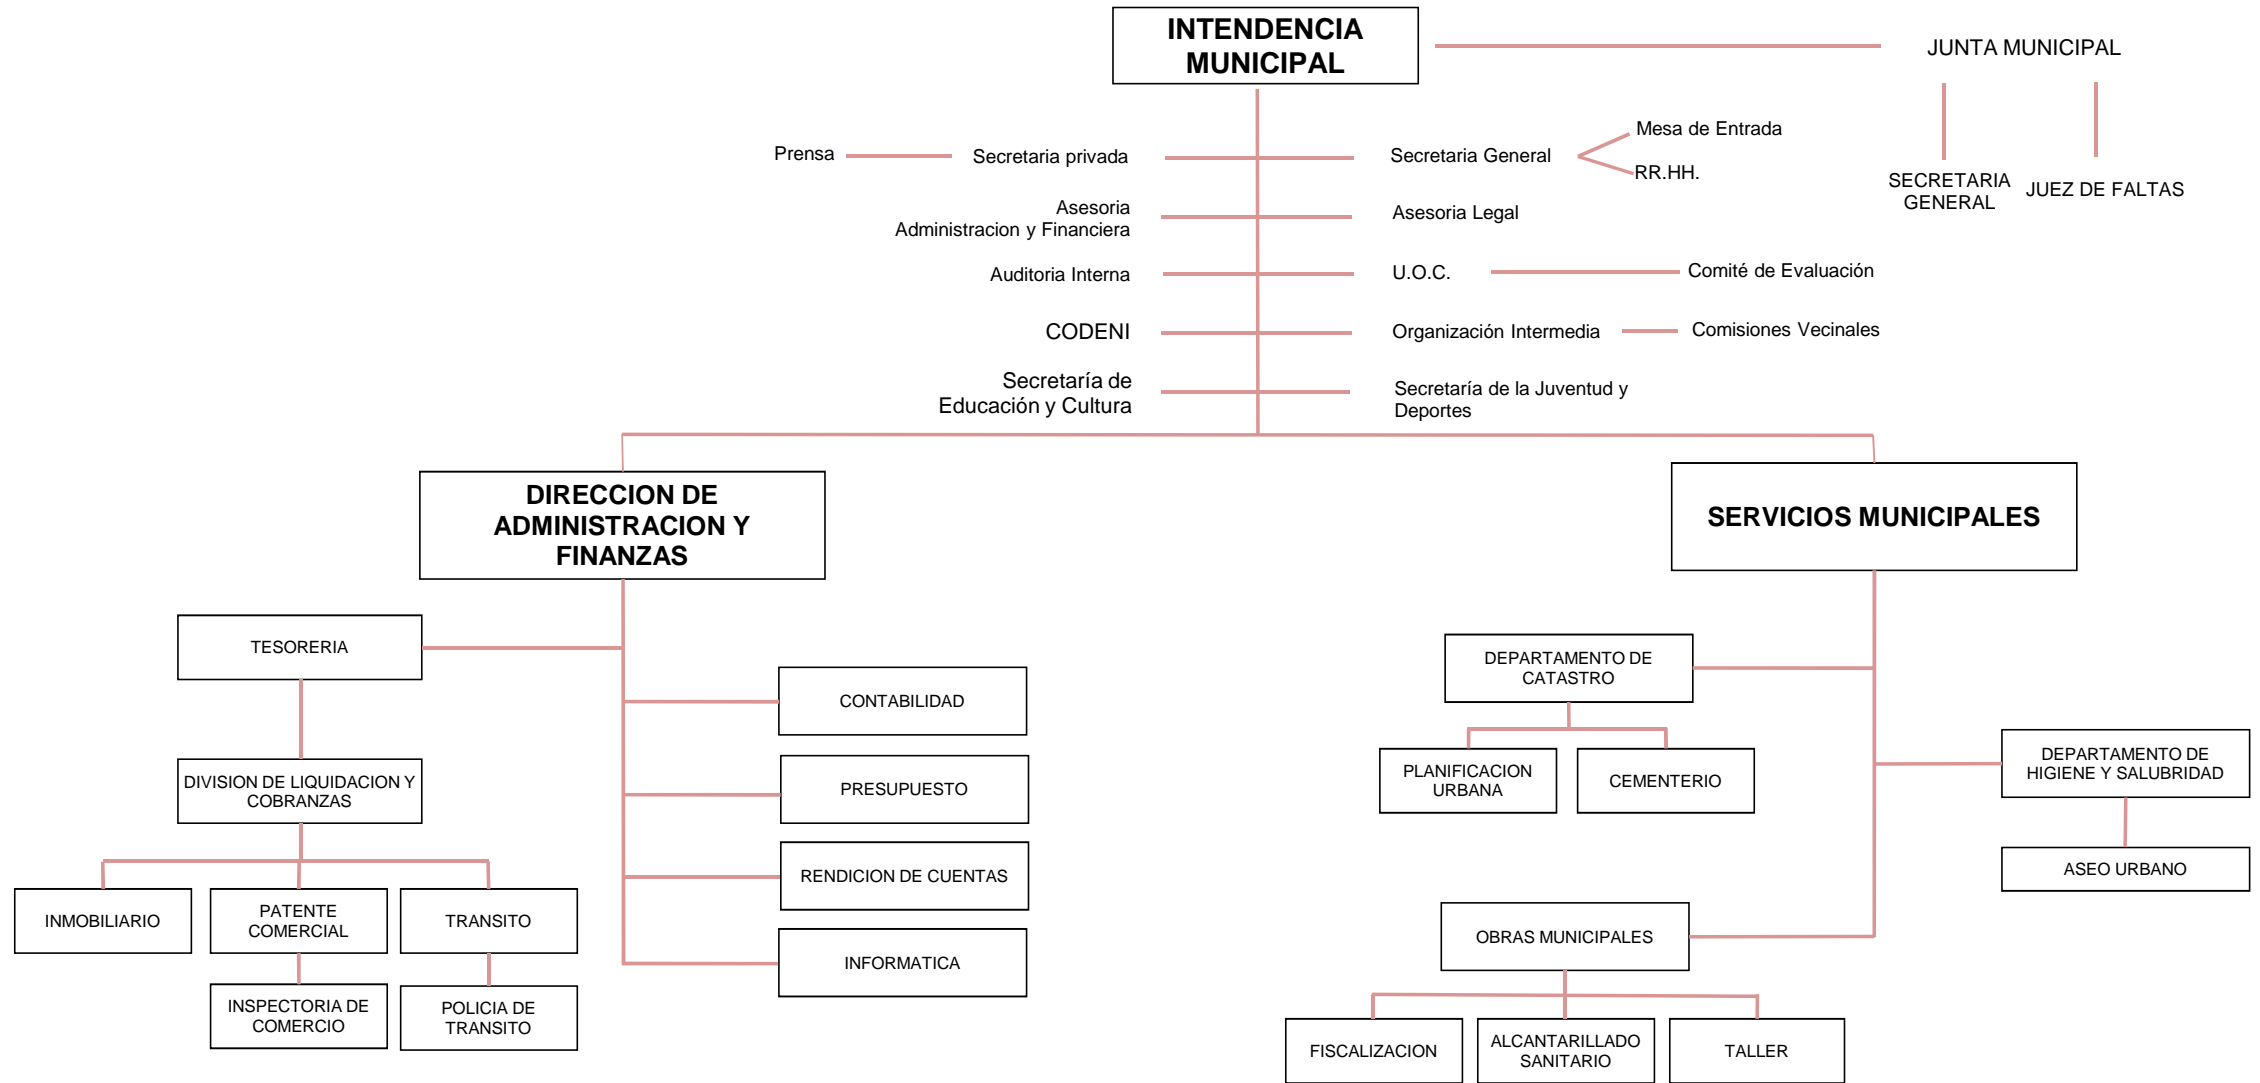 INTENDENCIA
MUNICIPAL
JUNTA MUNICIPAL
Prensa
Secretaria privada
Secretaria General
Mesa de Entrada
RR.HH.
SECRETARIA
GENERAL
JUEZ DE FALTAS
Asesoria
Administracion y Financiera
Asesoria Legal
Auditoria Interna
U.O.C.
Comité de Evaluación
CODENI
Organización Intermedia
Comisiones Vecinales
Secretaría de
Educación y Cultura
Secretaría de la Juventud y
Deportes
DIRECCION DE
ADMINISTRACION Y
FINANZAS
SERVICIOS MUNICIPALES
TESORERIA
CONTABILIDAD
PRESUPUESTO
RENDICION DE CUENTAS
INFORMATICA
DIVISION DE LIQUIDACION Y
COBRANZAS
INMOBILIARIO
PATENTE
COMERCIAL
TRANSITO
INSPECTORIA DE
COMERCIO
POLICIA DE
TRANSITO
DEPARTAMENTO DE
CATASTRO
PLANIFICACION
URBANA
CEMENTERIO
DEPARTAMENTO DE
HIGIENE Y SALUBRIDAD
ASEO URBANO
OBRAS MUNICIPALES
FISCALIZACION
ALCANTARILLADO
SANITARIO
TALLER